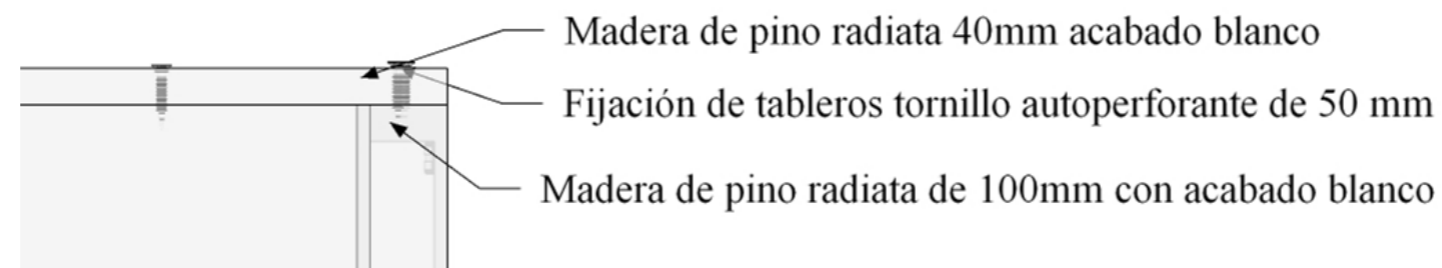 Madera de pino radiata 40mm acabado blanco
Fijación de tableros tornillo autoperforante de 50 mm
Madera de pino radiata de 100mm con acabado blanco